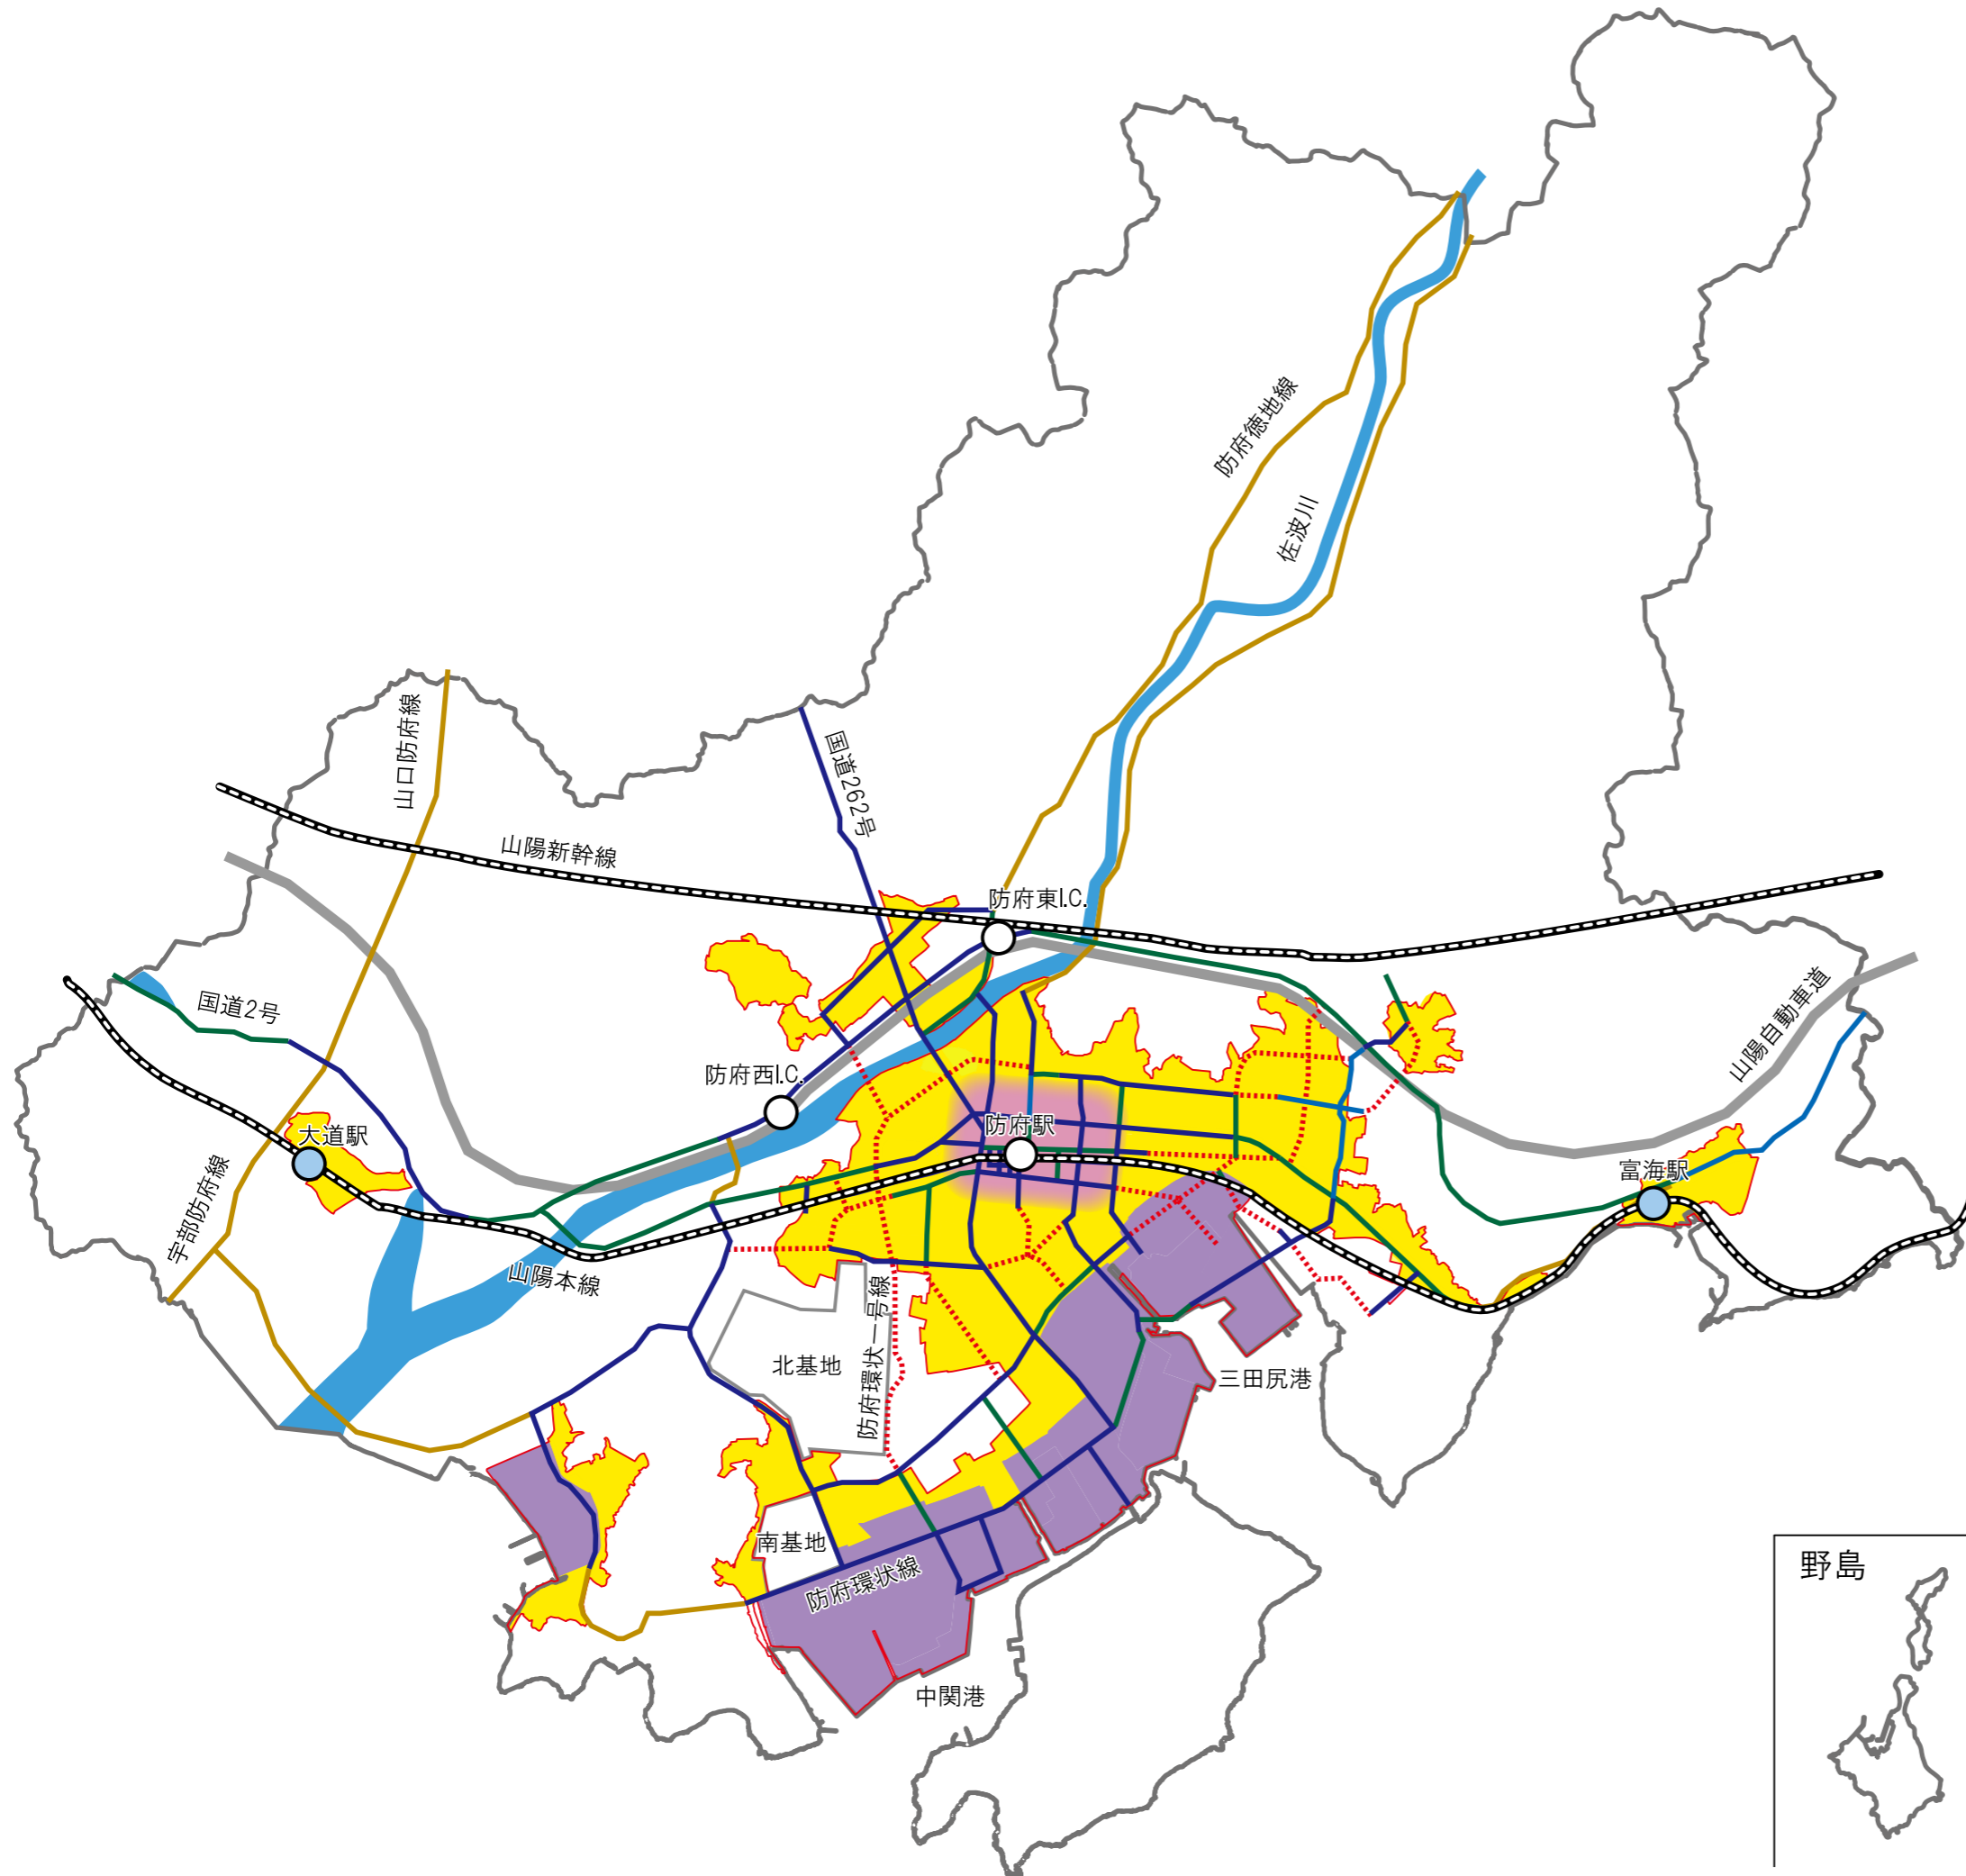 防府徳地線
佐波川
山口防府線
国道262号
山陽新幹線
防府東I.C.
国道2号
山陽自動車道
防府西I.C.
大道駅
防府駅
富海駅
宇部防府線
山陽本線
北基地
防府環状一号線
三田尻港
南基地
防府環状線
野島
中関港